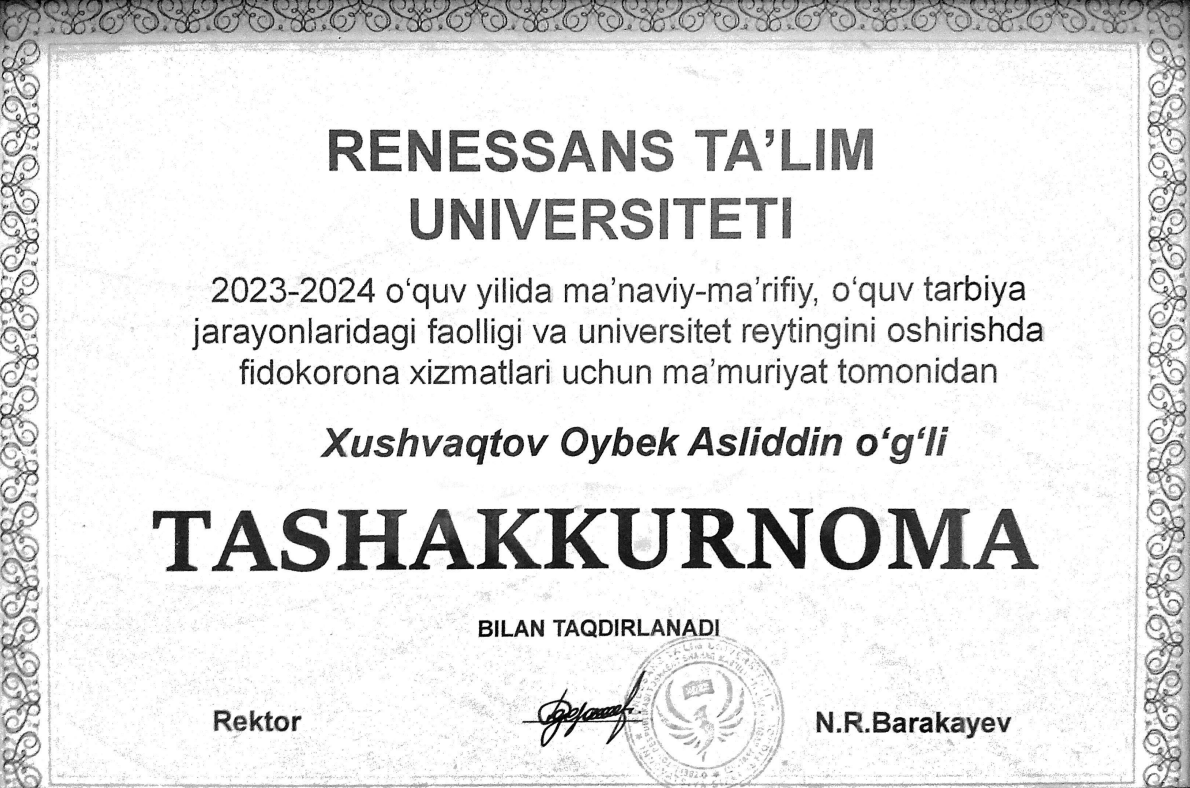 RENESSANS TA’LIM
UNIVERSITETI
2023-2024 o‘quv yilida ma’naviy-ma’rifiy, o‘quv tarbiya
jarayonlaridagi faolligi va universitet reytingini oshirishda
fidokorona xizmatlari uchun ma’muriyat tomonidan
Xushvaqtov Oybek Asliddin o‘g‘li
TASHAKKURNOMA
BILAN TAQDIRLANADI
Rektor
N.R.Barakayev